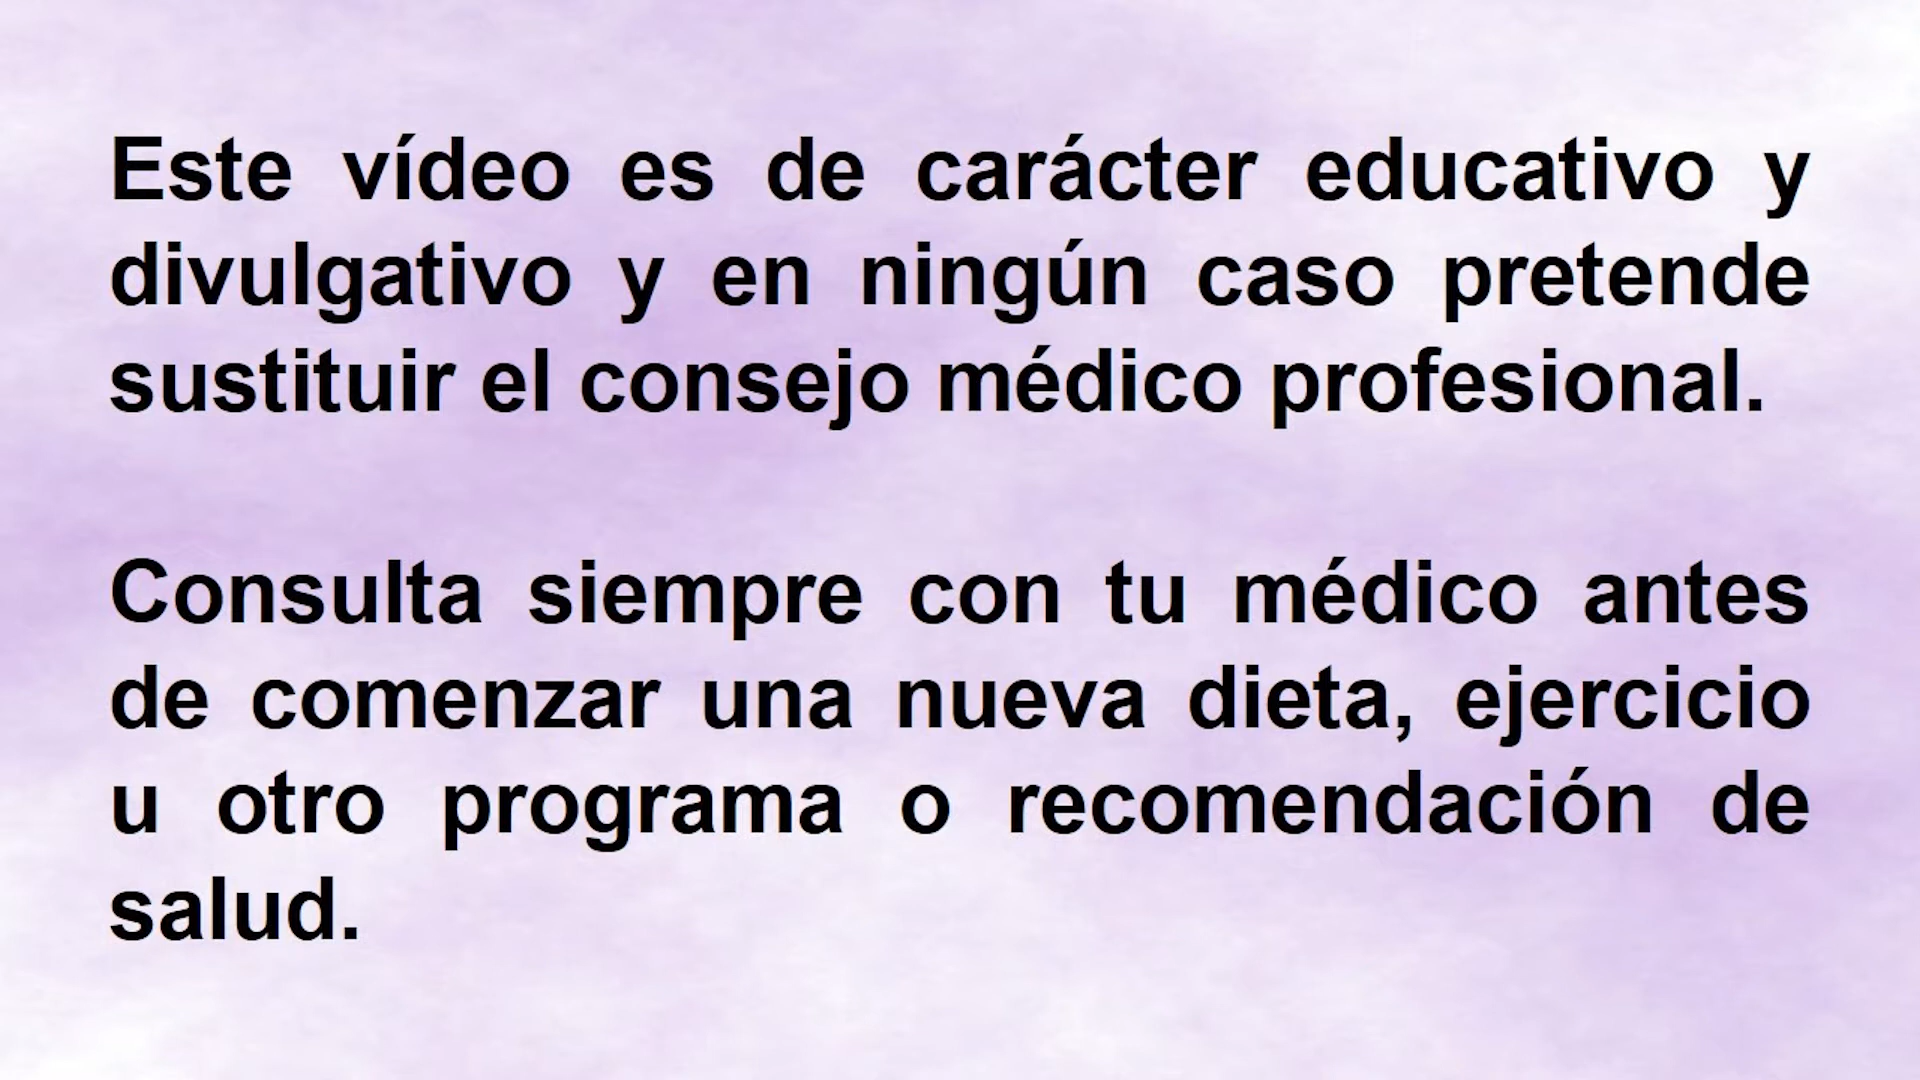 Este vídeo es de carácter educativo y
divulgativo y en ningún caso pretende
sustituir el consejo médico profesional.
Consulta siempre con tu médico antes
de comenzar una nueva dieta, ejercicio
u otro programa o recomendación de
salud.